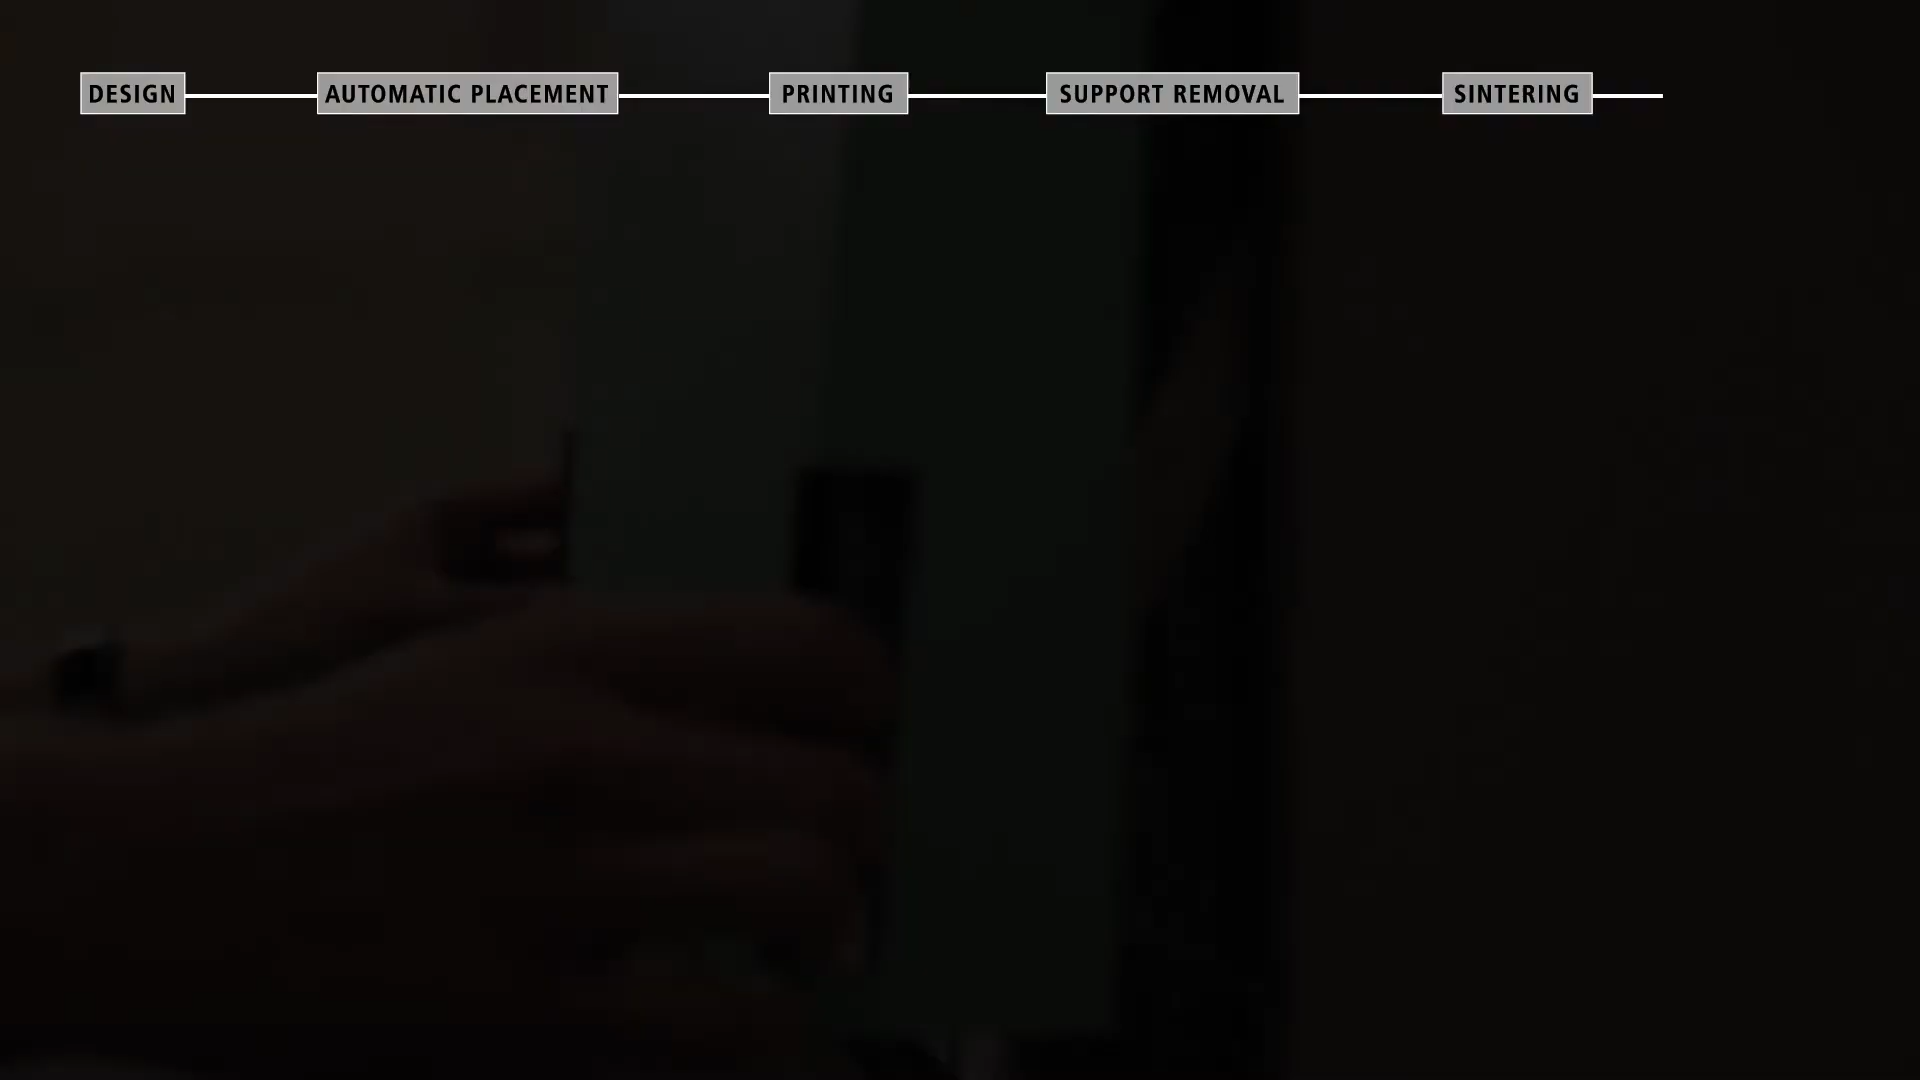 DESIGN
AUTOMATIC PLACEMENT
PRINTING
SUPPORT REMOVAL
SINTERING